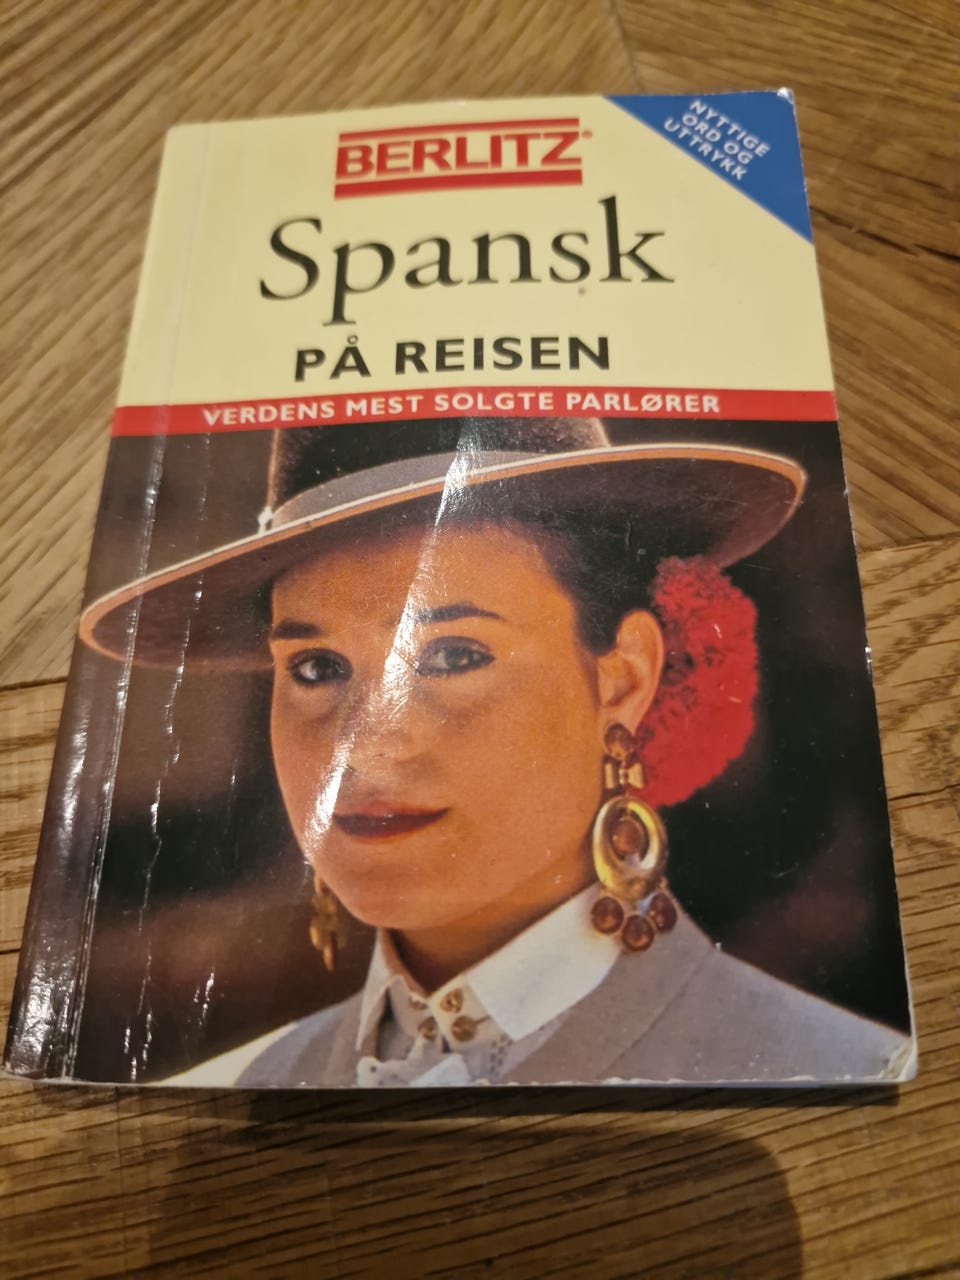 BERLITZ®
NYTTIGE
ORD OG
UTTRYKK
Spansk
PÅ REISEN
VERDENS MEST SOLGTE PARLØRER